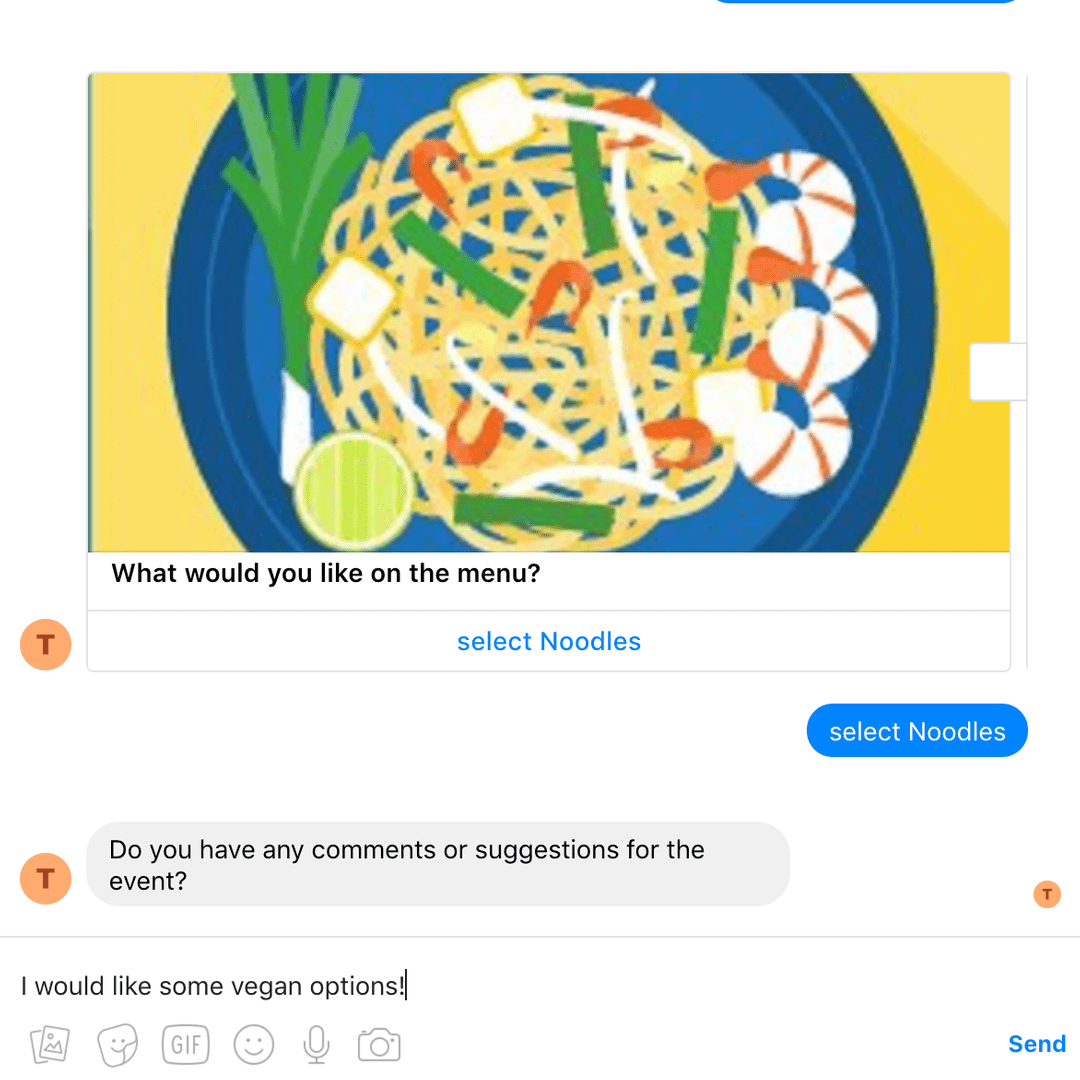 What would you like on the menu?
T
select Noodles
select Noodles
Do you have any comments or suggestions for the
event?
T
T
I would like some vegan options!
GIF
Send